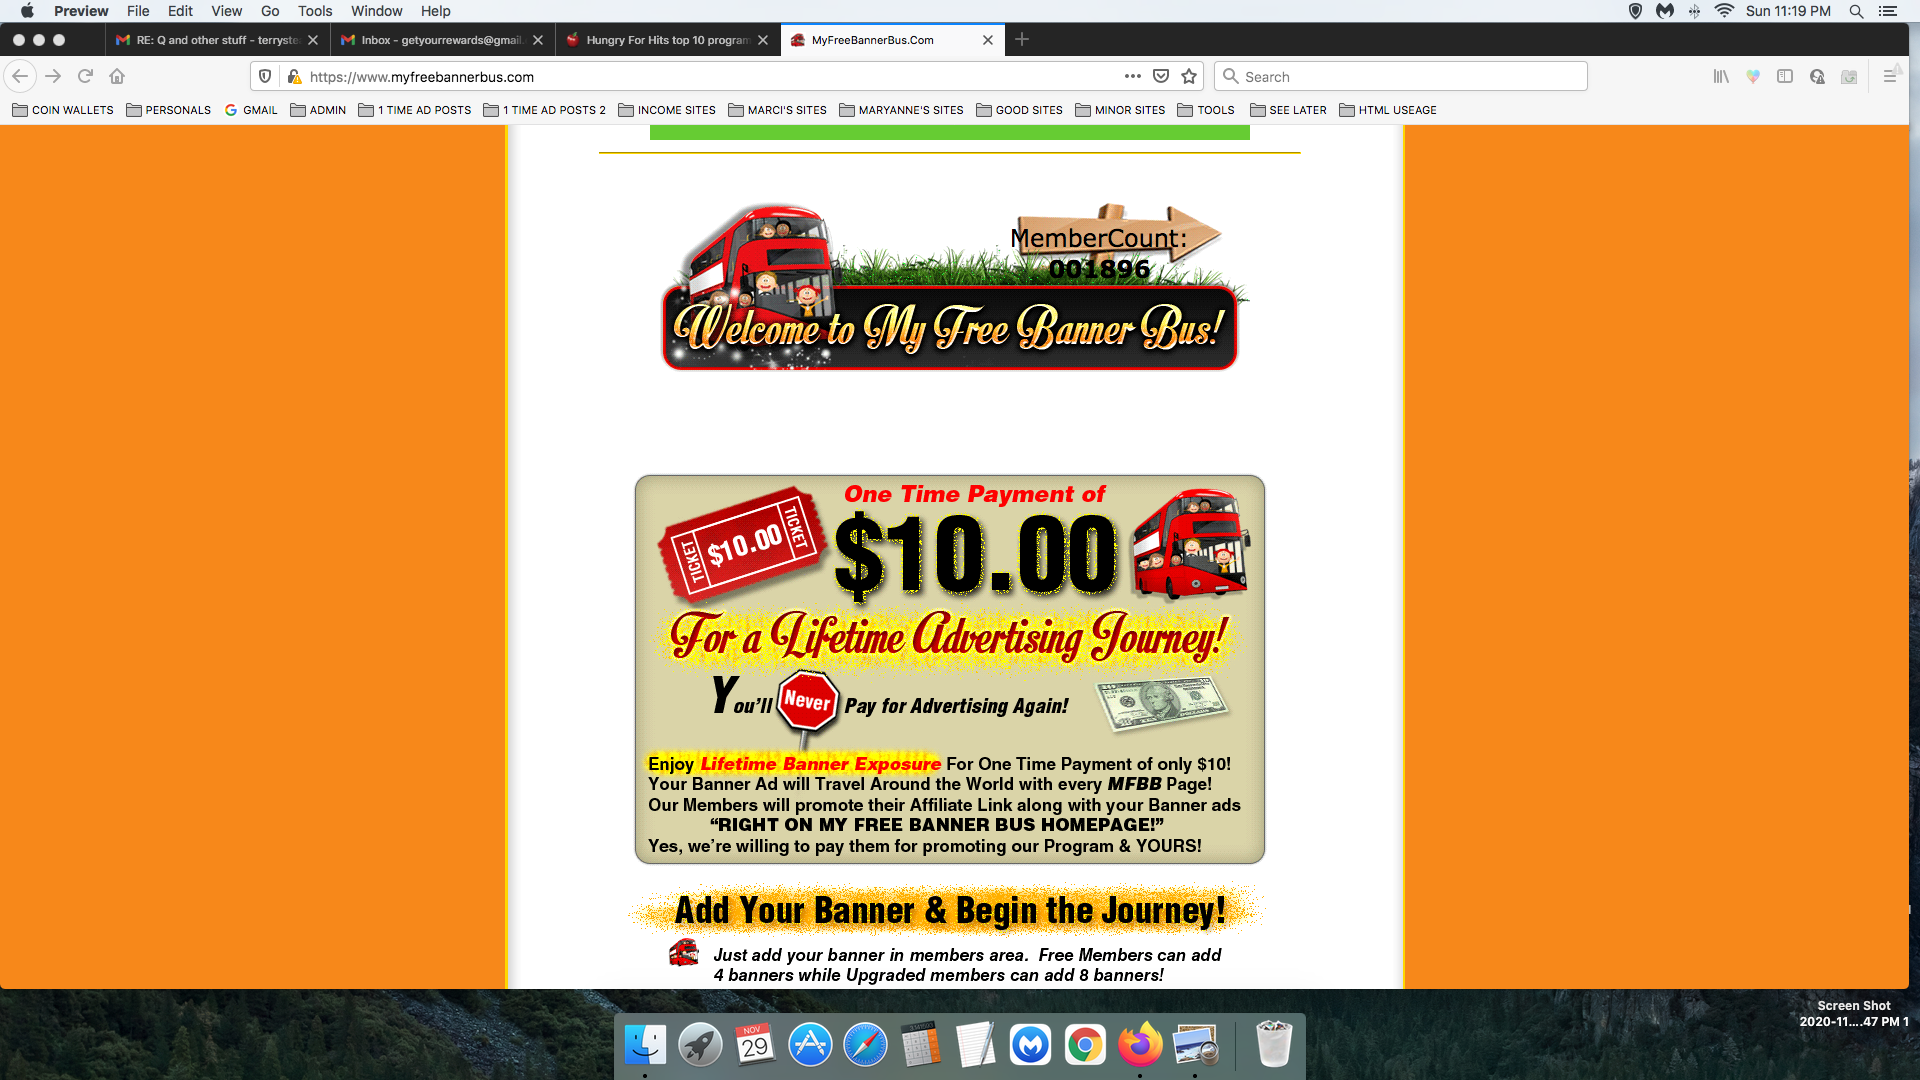 Preview File Edit View Go Tools Window Help Sun 11:19 PM
RE: Q and other stuff - terryste
Inbox - getyourrewards@gmail.
Hungry For Hits top 10 program
MyFreeBannerBus.Com
https://www.myfreebannerbus.com
Search
COIN WALLETS PERSONALS GMAIL ADMIN 1 TIME AD POSTS 1 TIME AD POSTS 2 INCOME SITES MARCI'S SITES MARYANNE'S SITES GOOD SITES MINOR SITES TOOLS SEE LATER HTML USEAGE
MemberCount:
001896
Welcome to My Free Banner Bus!
One Time Payment of
TICKET $10.00 TICKET
$10.00
For a Lifetime Advertising Journey!
You'll Never Pay for Advertising Again!
Enjoy Lifetime Banner Exposure For One Time Payment of only $10!
Your Banner Ad will Travel Around the World with every MFBB Page!
Our Members will promote their Affiliate Link along with your Banner ads
“RIGHT ON MY FREE BANNER BUS HOMEPAGE!”
Yes, we’re willing to pay them for promoting our Program & YOURS!
Add Your Banner & Begin the Journey!
Just add your banner in members area. Free Members can add
4 banners while Upgraded members can add 8 banners!
Screen Shot
2020-11....47 PM 1
NOV
29